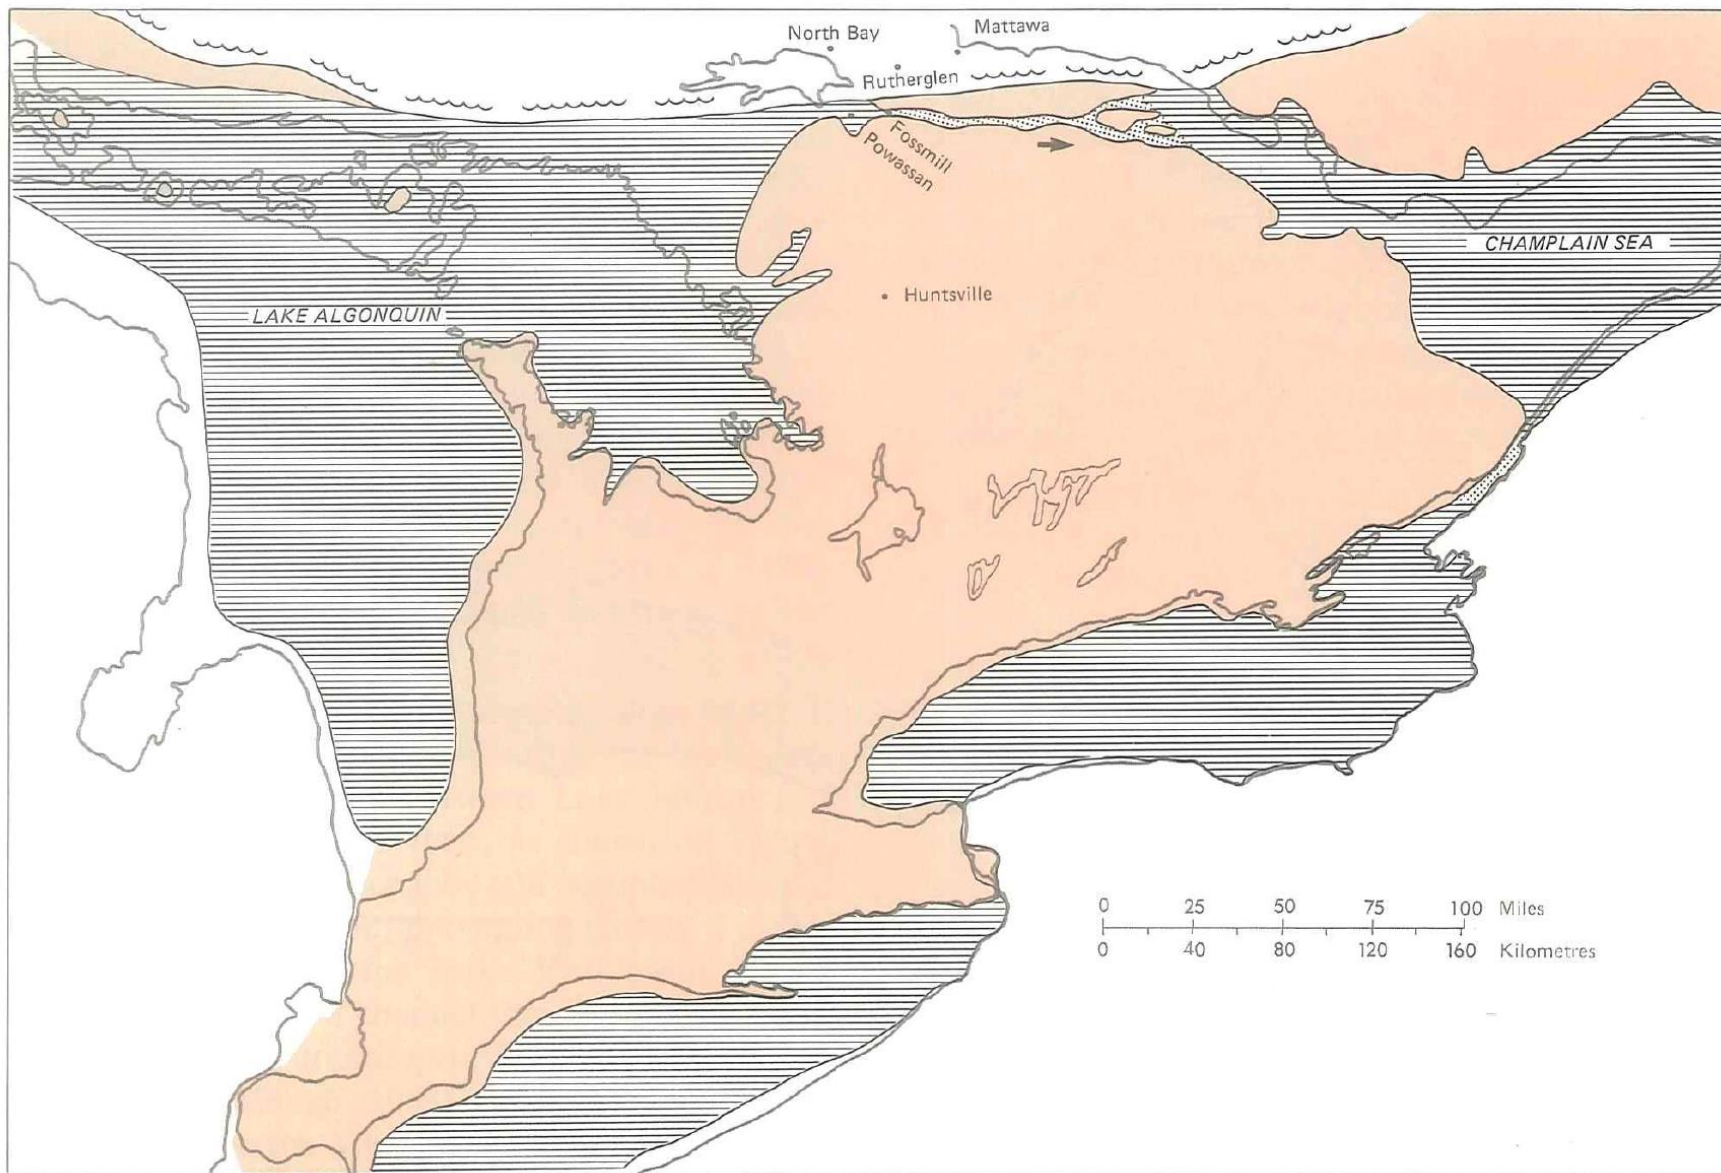 North Bay
Mattawa
Rutherglen
Fossmill
Powassan
CHAMPLAIN SEA
Huntsville
LAKE ALGONQUIN
0 25 50 75 100 Miles
0 40 80 120 160 Kilometres